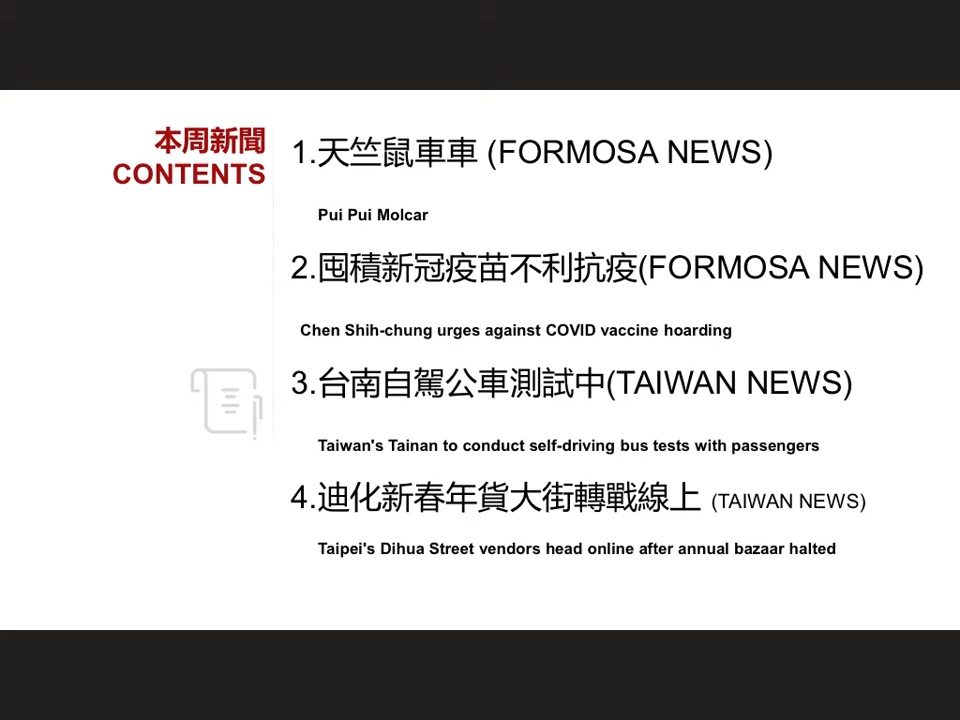 本周新聞
CONTENTS
1.天竺鼠車車 (FORMOSA NEWS)
Pui Pui Molcar
2.囤積新冠疫苗不利抗疫(FORMOSA NEWS)
Chen Shih-chung urges against COVID vaccine hoarding
3.台南自駕公車測試中(TAIWAN NEWS)
Taiwan's Tainan to conduct self-driving bus tests with passengers
4.迪化新春年貨大街轉戰線上 (TAIWAN NEWS)
Taipei's Dihua Street vendors head online after annual bazaar halted